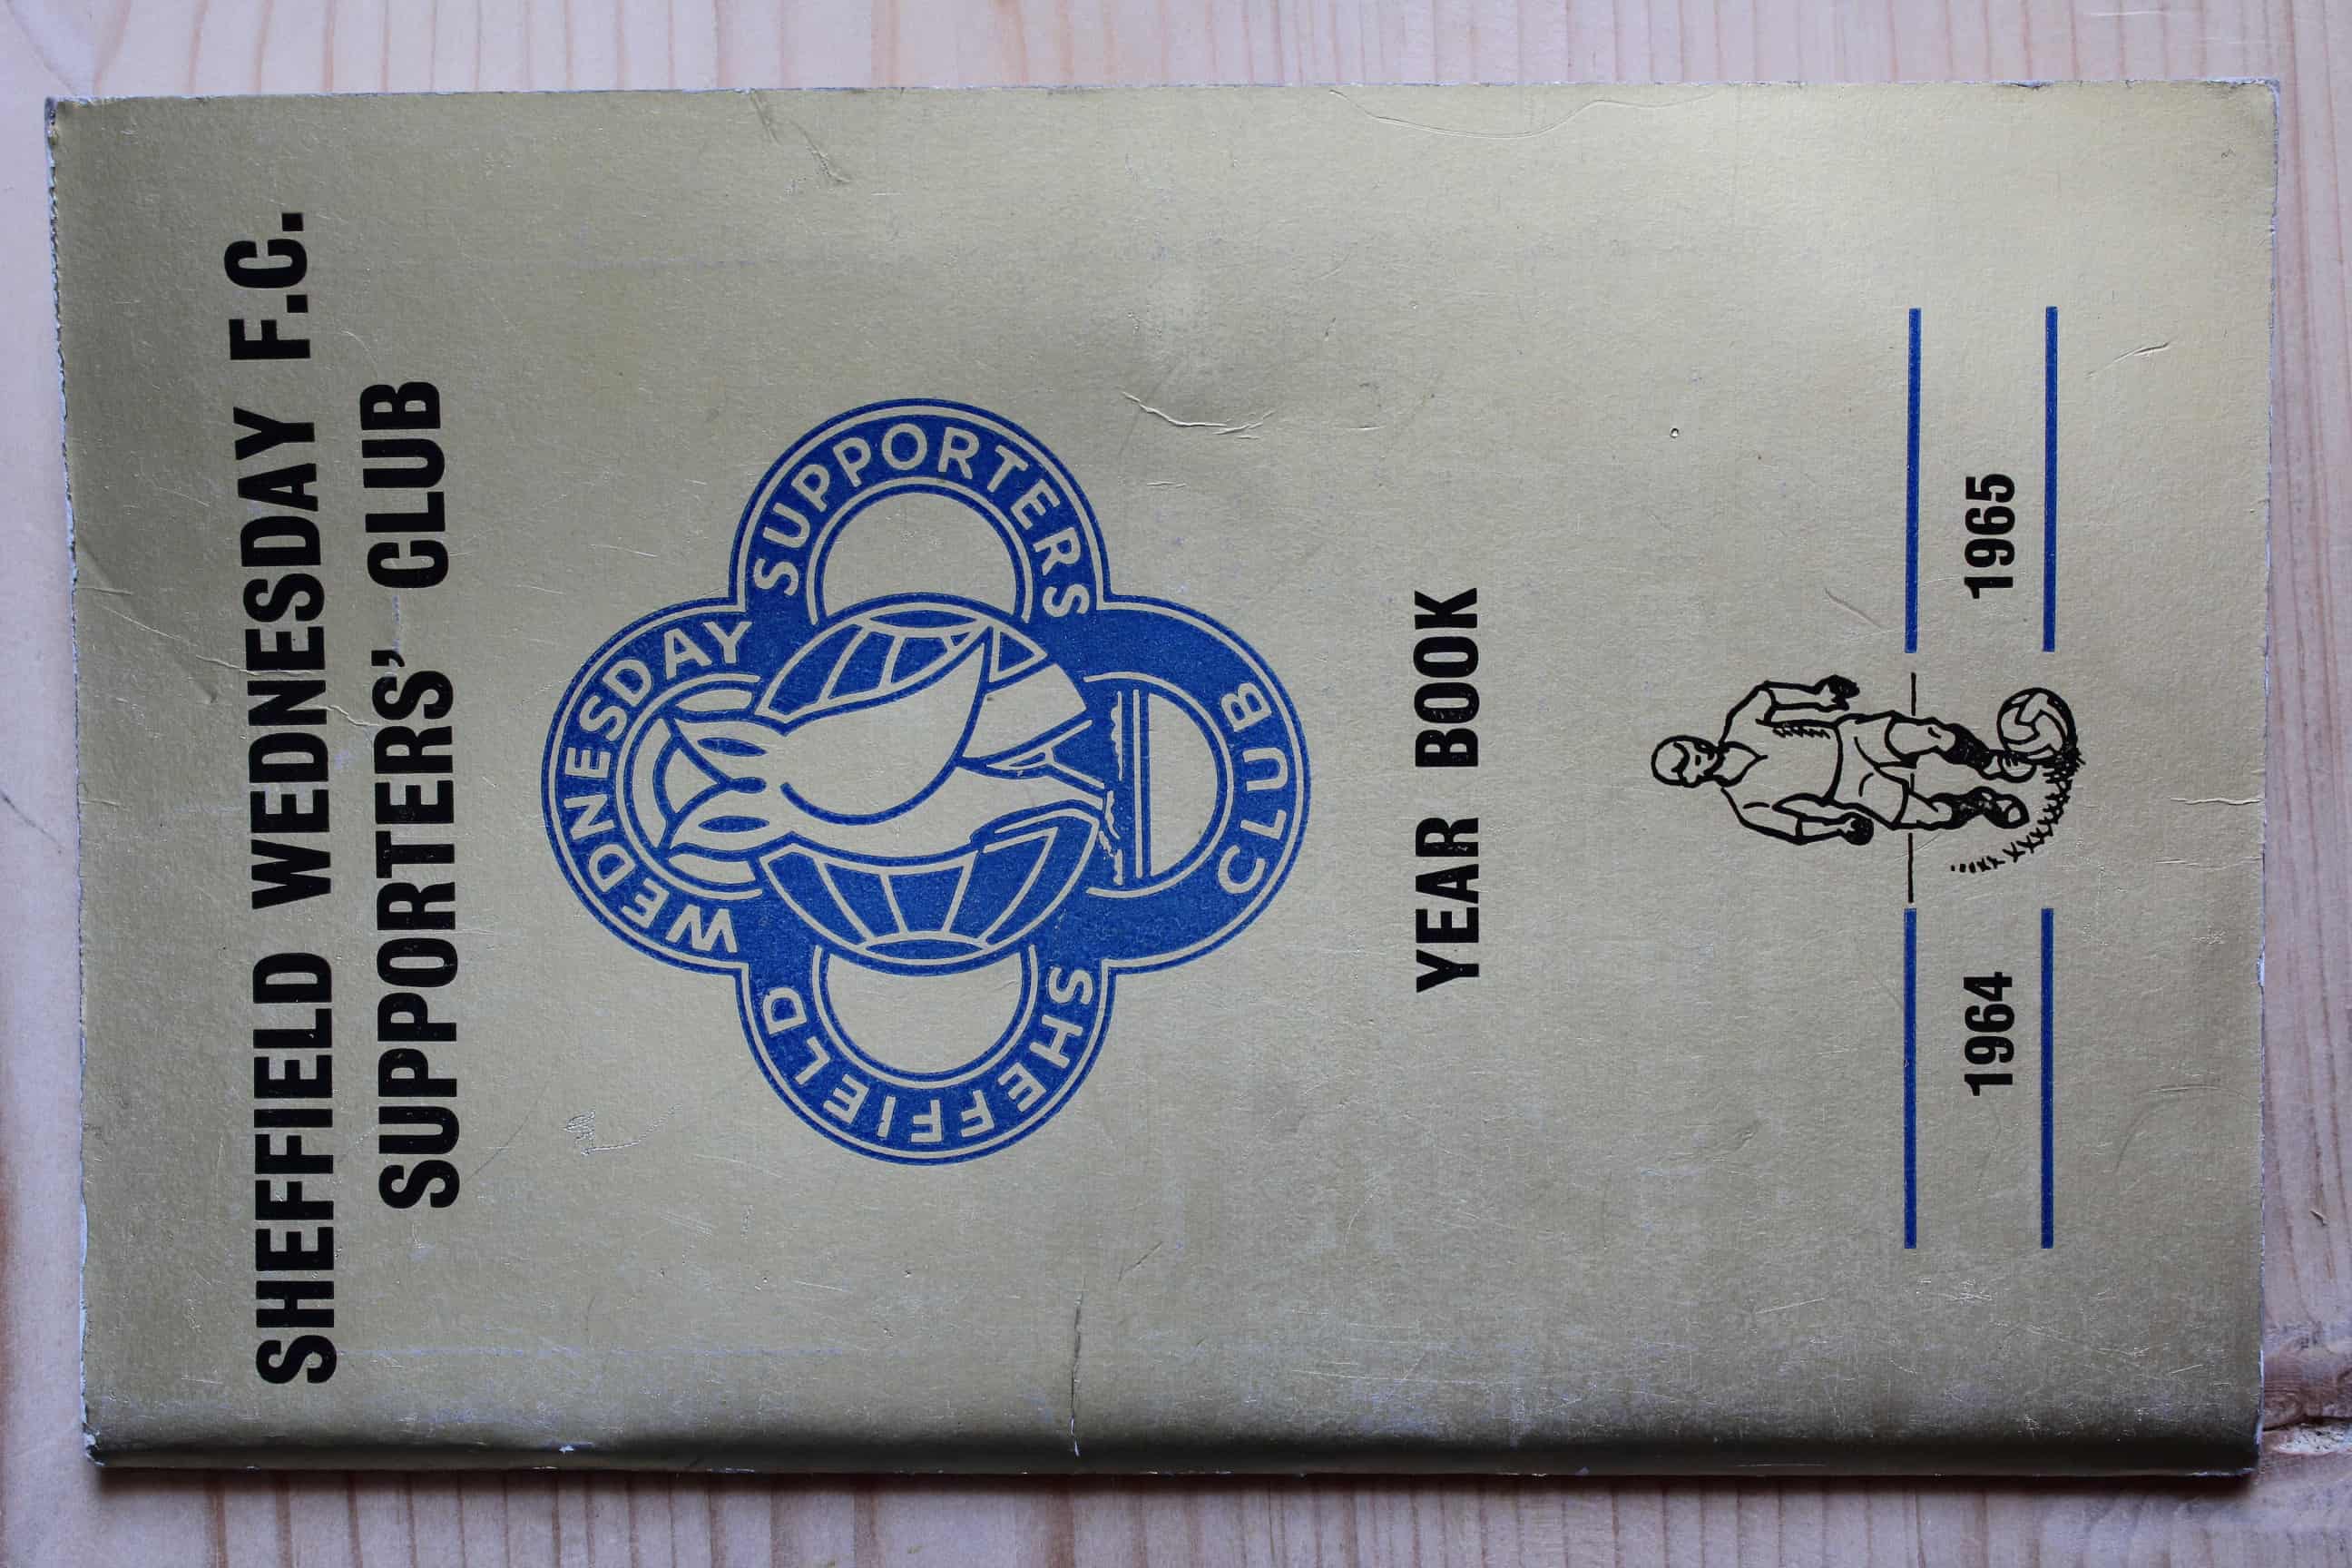 SHEFFIELD WEDNESDAY F.C.
SUPPORTERS' CLUB
WEDNESDAY
SHEFFIELD
SUPPORTERS
CLUB
YEAR BOOK
1964
1965